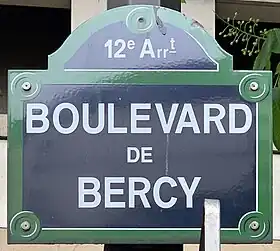 12e Arrt
BOULEVARD
DE
BERCY